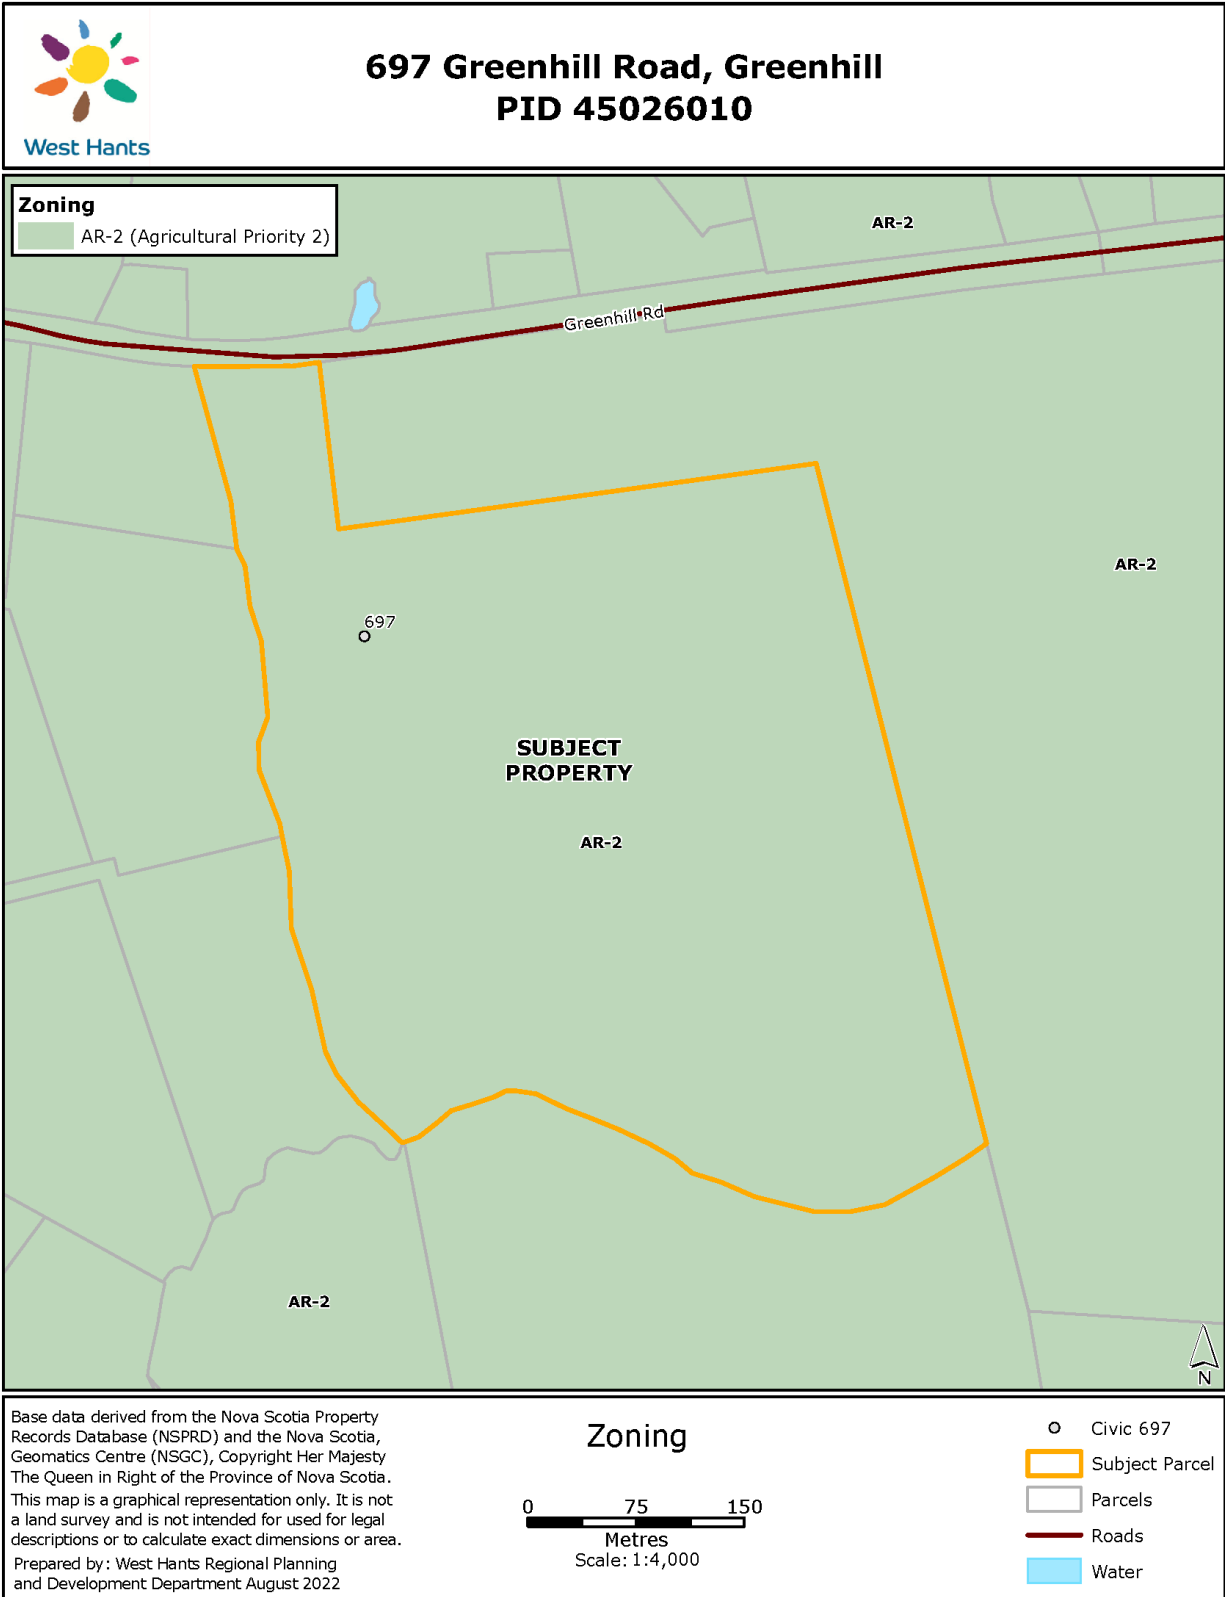 West Hants
697 Greenhill Road, Greenhill
PID 45026010
Zoning
AR-2 (Agricultural Priority 2)
AR-2
Greenhill Rd
AR-2
697
SUBJECT
PROPERTY
AR-2
AR-2
N
Base data derived from the Nova Scotia Property
Records Database (NSPRD) and the Nova Scotia,
Geomatics Centre (NSGC), Copyright Her Majesty
The Queen in Right of the Province of Nova Scotia.
This map is a graphical representation only. It is not
a land survey and is not intended for used for legal
descriptions or to calculate exact dimensions or area.
Prepared by: West Hants Regional Planning
and Development Department August 2022
Zoning
0 75 150
Metres
Scale: 1:4,000
Civic 697
Subject Parcel
Parcels
Roads
Water